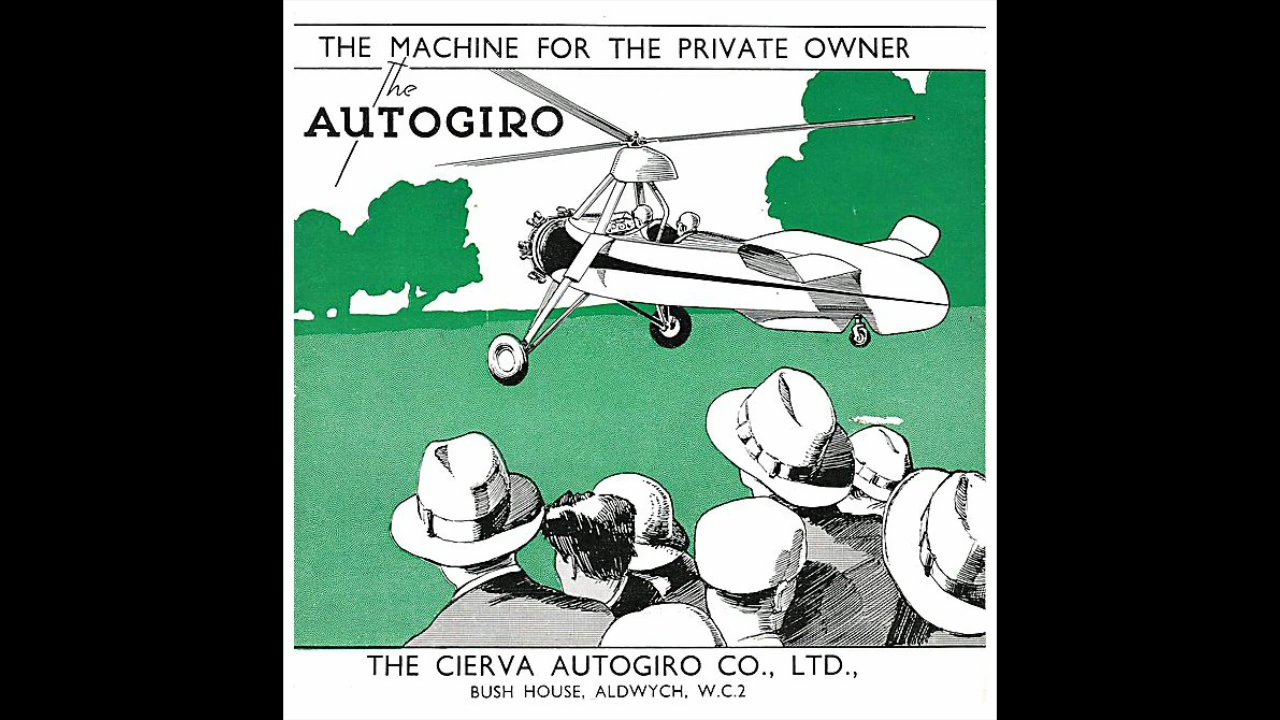 THE MACHINE FOR THE PRIVATE OWNER
The
AUTOGIRO
THE CIERVA AUTOGIRO CO., LTD.,
BUSH HOUSE, ALDWYCH, W.C.2